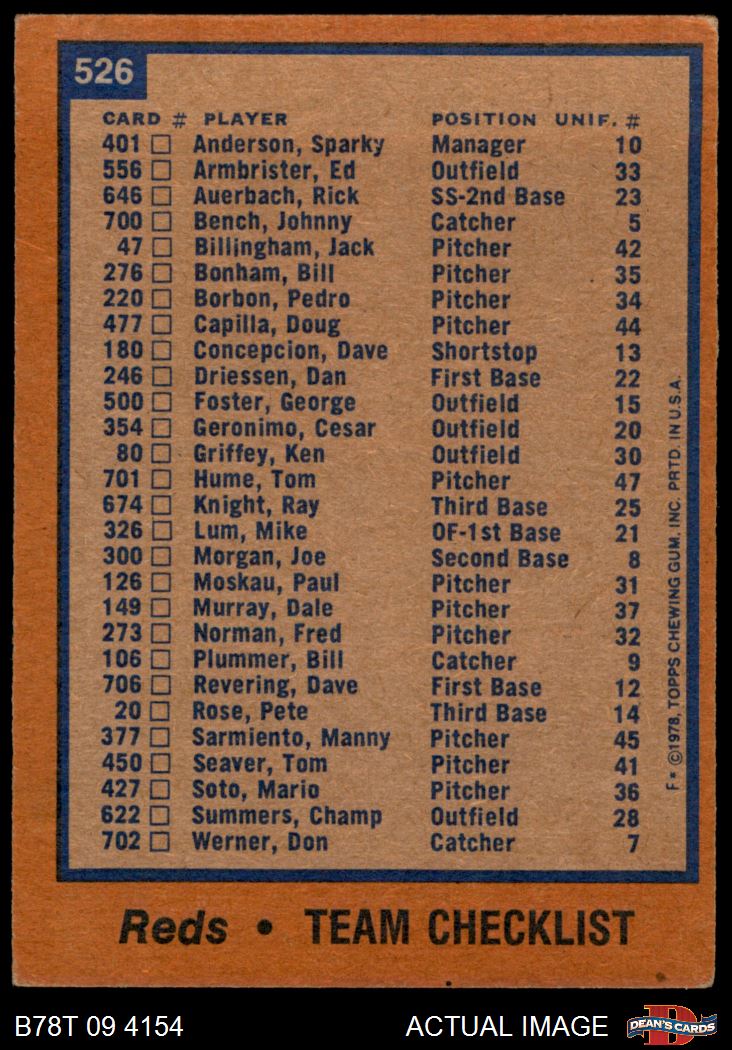 526
CARD # PLAYER POSITION UNIF. #
401 Anderson, Sparky Manager 10
556 Armbrister, Ed Outfield 33
646 Auerbach, Rick SS-2nd Base 23
700 Bench, Johnny Catcher 5
47 Billingham, Jack Pitcher 42
276 Bonham, Bill Pitcher 35
220 Borbon, Pedro Pitcher 34
477 Capilla, Doug Pitcher 44
180 Concepcion, Dave Shortstop 13
246 Driessen, Dan First Base 22
500 Foster, George Outfield 15
354 Geronimo, Cesar Outfield 20
80 Griffey, Ken Outfield 30
701 Hume, Tom Pitcher 47
674 Knight, Ray Third Base 25
326 Lum, Mike OF-1st Base 21
300 Morgan, Joe Second Base 8
126 Moskau, Paul Pitcher 31
149 Murray, Dale Pitcher 37
273 Norman, Fred Pitcher 32
106 Plummer, Bill Catcher 9
706 Revering, Dave First Base 12
20 Rose, Pete Third Base 14
377 Sarmiento, Manny Pitcher 45
450 Seaver, Tom Pitcher 41
427 Soto, Mario Pitcher 36
622 Summers, Champ Outfield 28
702 Werner, Don Catcher 7
F* ©1978, TOPPS CHEWING GUM, INC. PRTD. IN U.S.A.
Reds • TEAM CHECKLIST
B78T 09 4154 ACTUAL IMAGE
DEAN'S CARDS